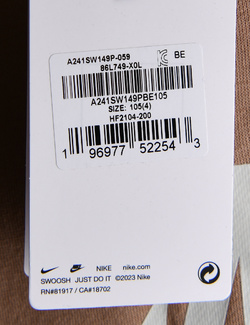 A241SW149P-059
86L749-X0L
BE
A241SW149PBE105
SIZE: 105(4)
HF2104-200
1 96977 52254 3
NIKE nike.com
SWOOSH JUST DO IT ©2023 Nike
RN#81917 / CA#18702